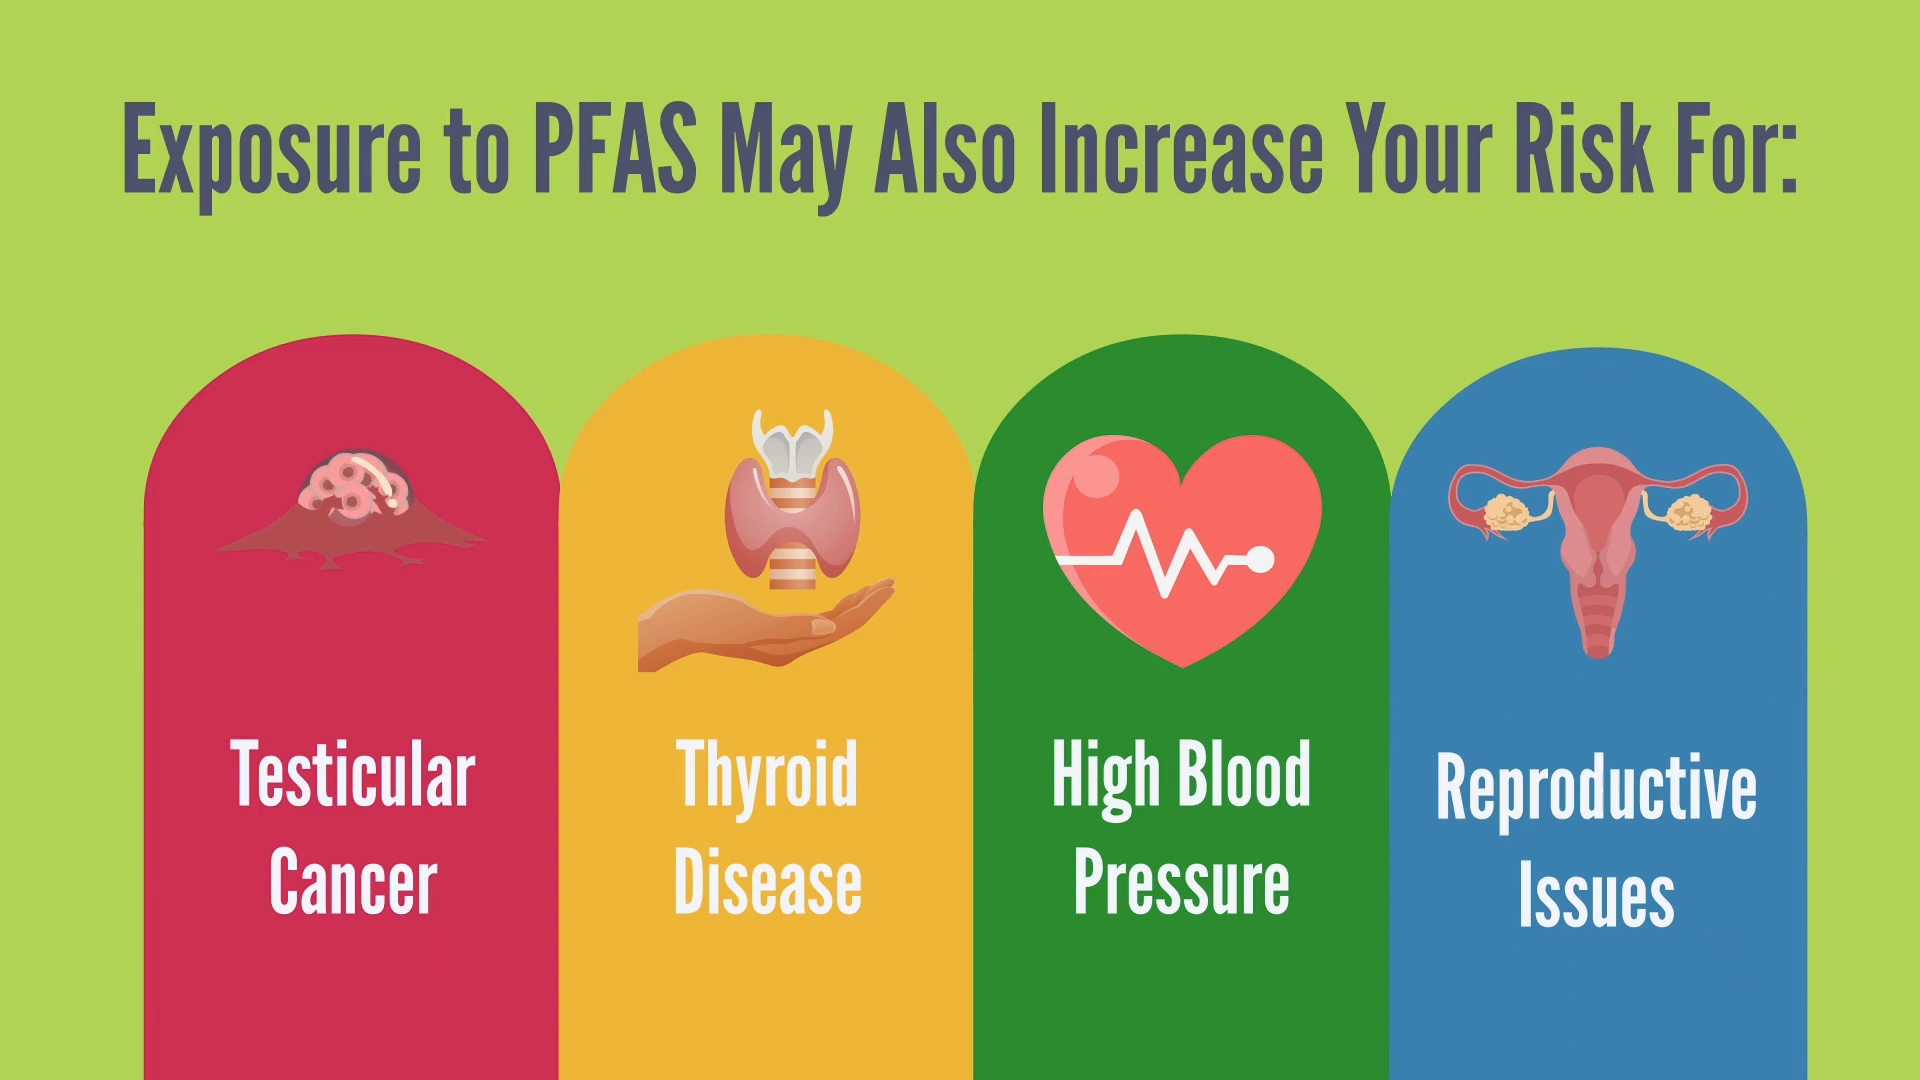 Exposure to PFAS May Also Increase Your Risk For:
Testicular
Cancer
Thyroid
Disease
High Blood
Pressure
Reproductive
Issues